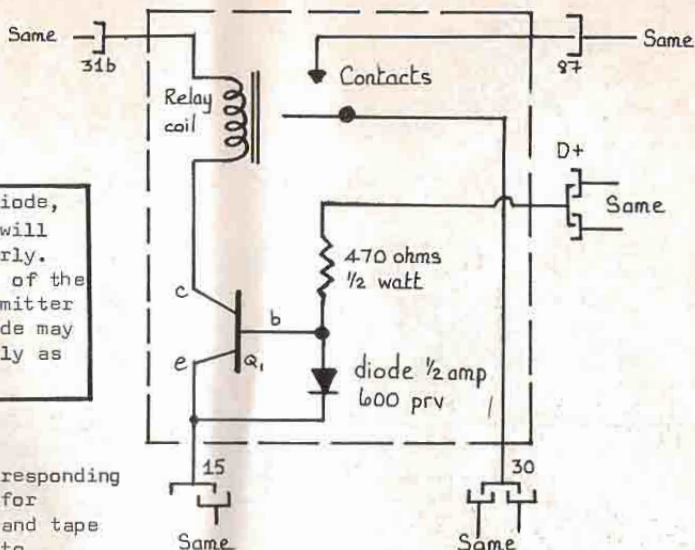 Same
31b
87
Same
Relay
coil
Contacts
D+
Same
iode,
will
rly.
of the
mitter
de may
ly as
470 ohms
½ watt
c
b
e
Q₁
diode ½ amp
600 prv
responding
for
and tape
to
15
30
Same
Same